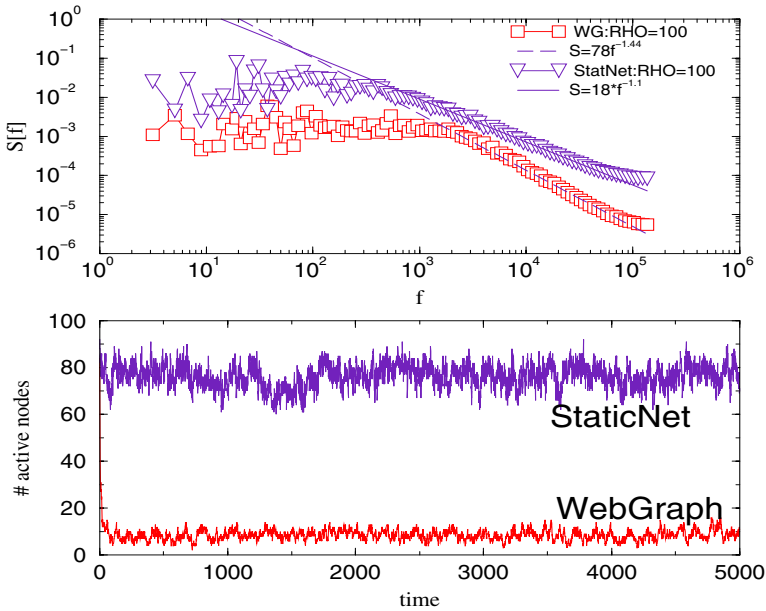 10^0
10^-1
10^-2
10^-3
10^-4
10^-5
10^-6
S[f]
WG:RHO=100
S=78f^-1.44
StatNet:RHO=100
S=18*f^-1.1
10^0 10^1 10^2 10^3 10^4 10^5 10^6
f
100
80
60
40
20
0
# active nodes
StaticNet
WebGraph
0 1000 2000 3000 4000 5000
time